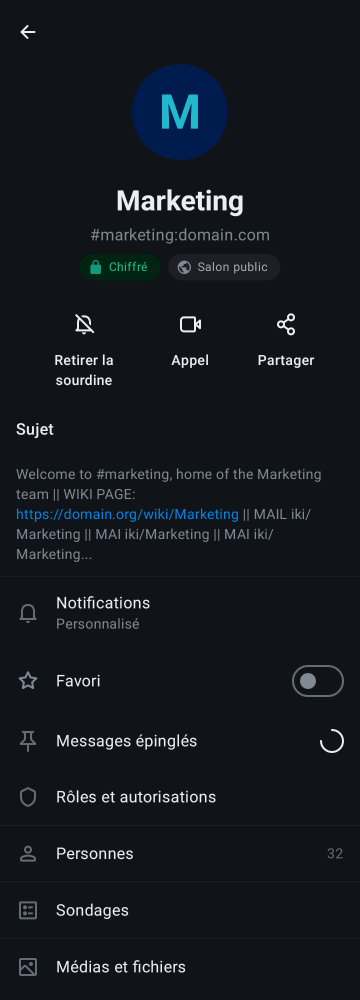 M
Marketing
#marketing:domain.com
Chiffré
Salon public
Retirer la
sourdine
Appel
Partager
Sujet
Welcome to #marketing, home of the Marketing
team || WIKI PAGE:
https://domain.org/wiki/Marketing || MAIL iki/
Marketing || MAI iki/Marketing || MAI iki/
Marketing...
Notifications
Personnalisé
Favori
Messages épinglés
Rôles et autorisations
Personnes 32
Sondages
Médias et fichiers